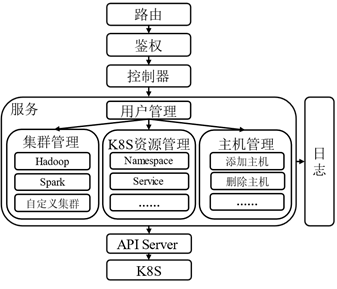 路由
鉴权
控制器
服务
用户管理
集群管理
Hadoop
Spark
自定义集群
K8S资源管理
Namespace
Service
......
主机管理
添加主机
删除主机
......
日志
API Server
K8S